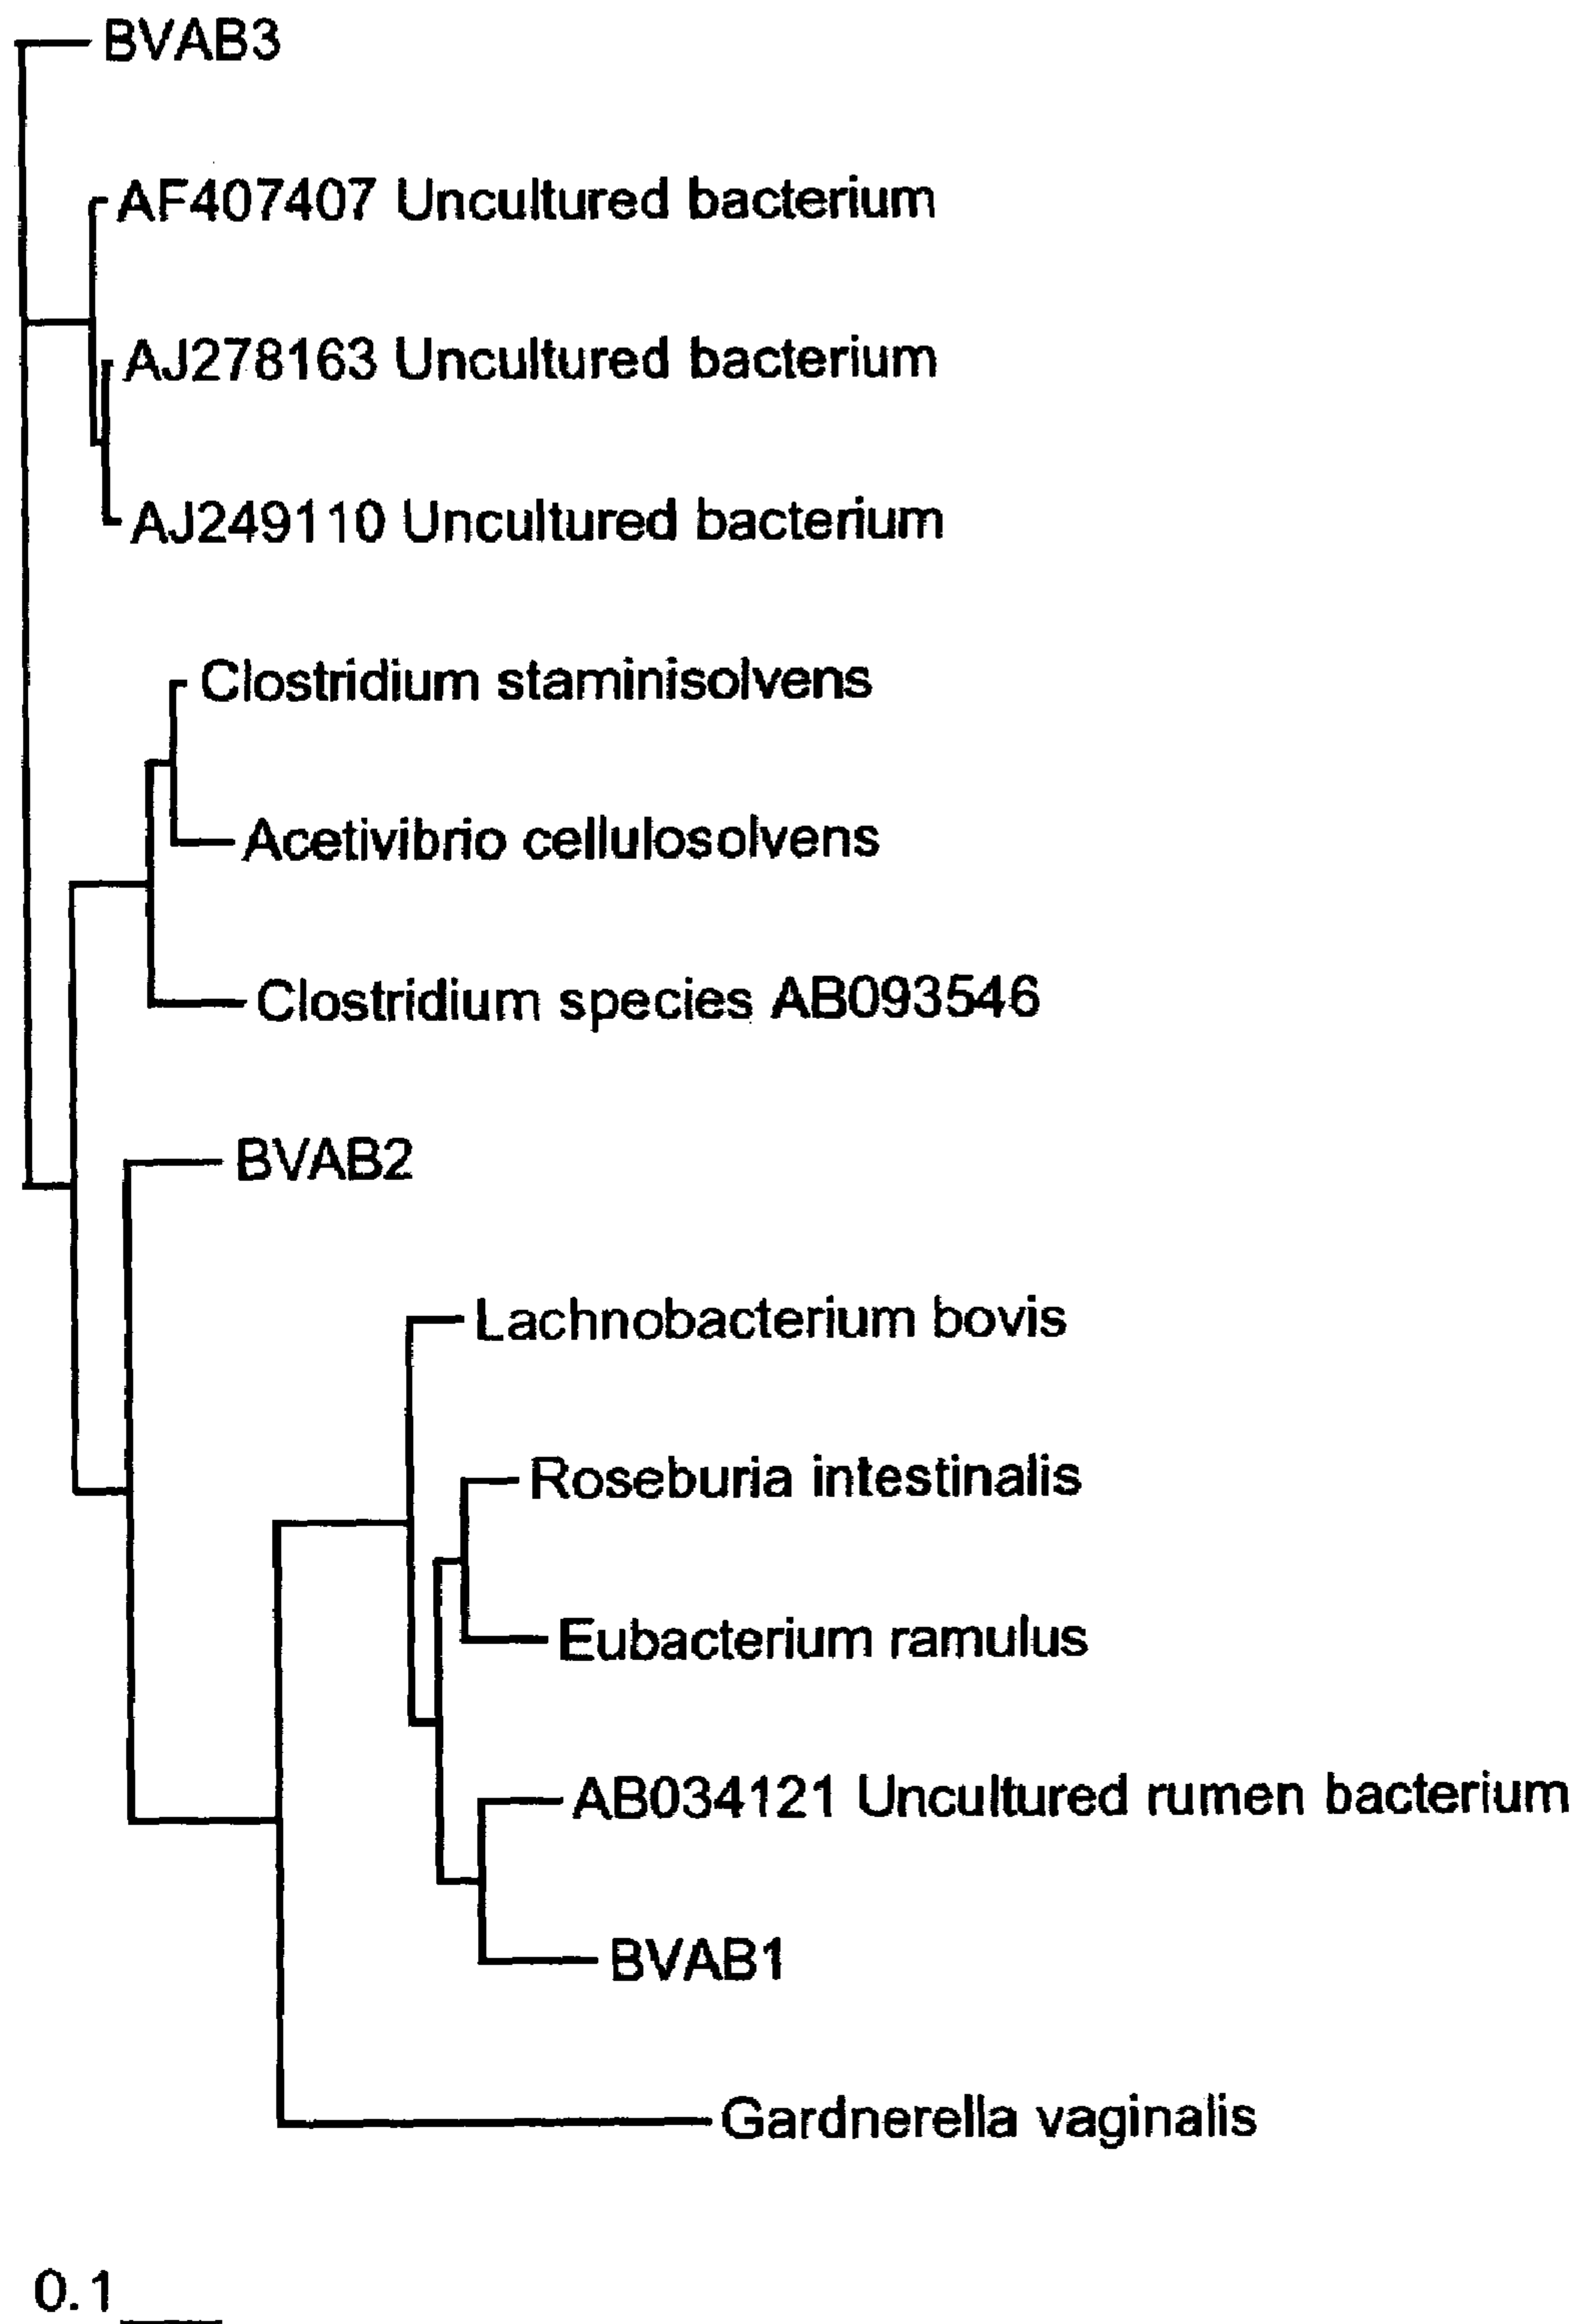 BVAB3
AF407407 Uncultured bacterium
AJ278163 Uncultured bacterium
AJ249110 Uncultured bacterium
Clostridium staminisolvens
Acetivibrio cellulosolvens
Clostridium species AB093546
BVAB2
Lachnobacterium bovis
Roseburia intestinalis
Eubacterium ramulus
AB034121 Uncultured rumen bacterium
BVAB1
Gardnerella vaginalis
0.1